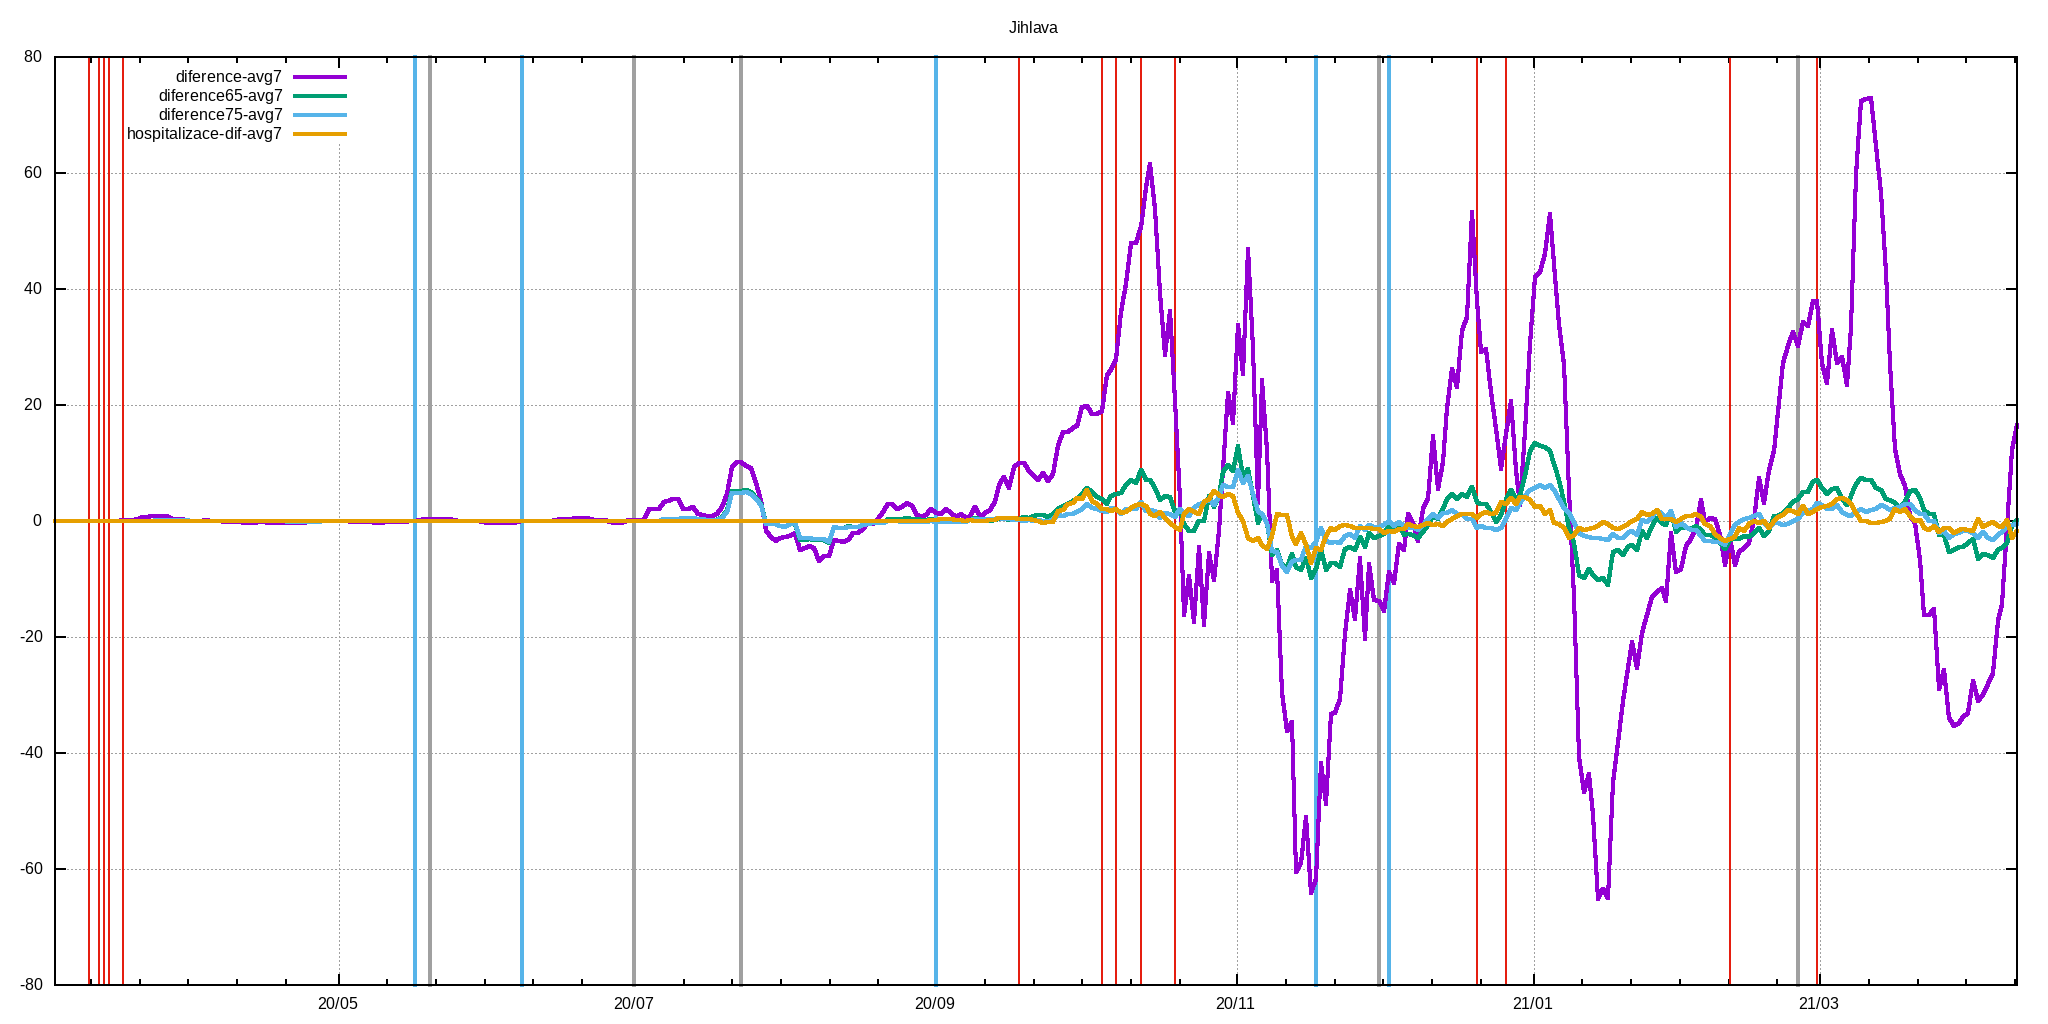 Jihlava
diference-avg7
diference65-avg7
diference75-avg7
hospitalizace-dif-avg7
80
60
40
20
0
-20
-40
-60
-80
20/05 20/07 20/09 20/11 21/01 21/03